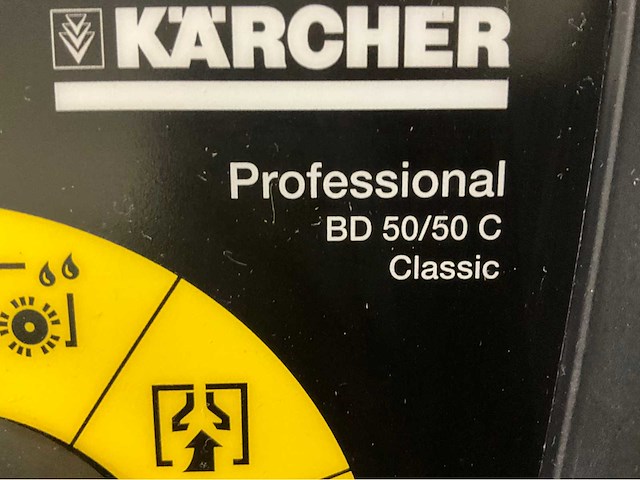 KÄRCHER
Professional
BD 50/50 C
Classic